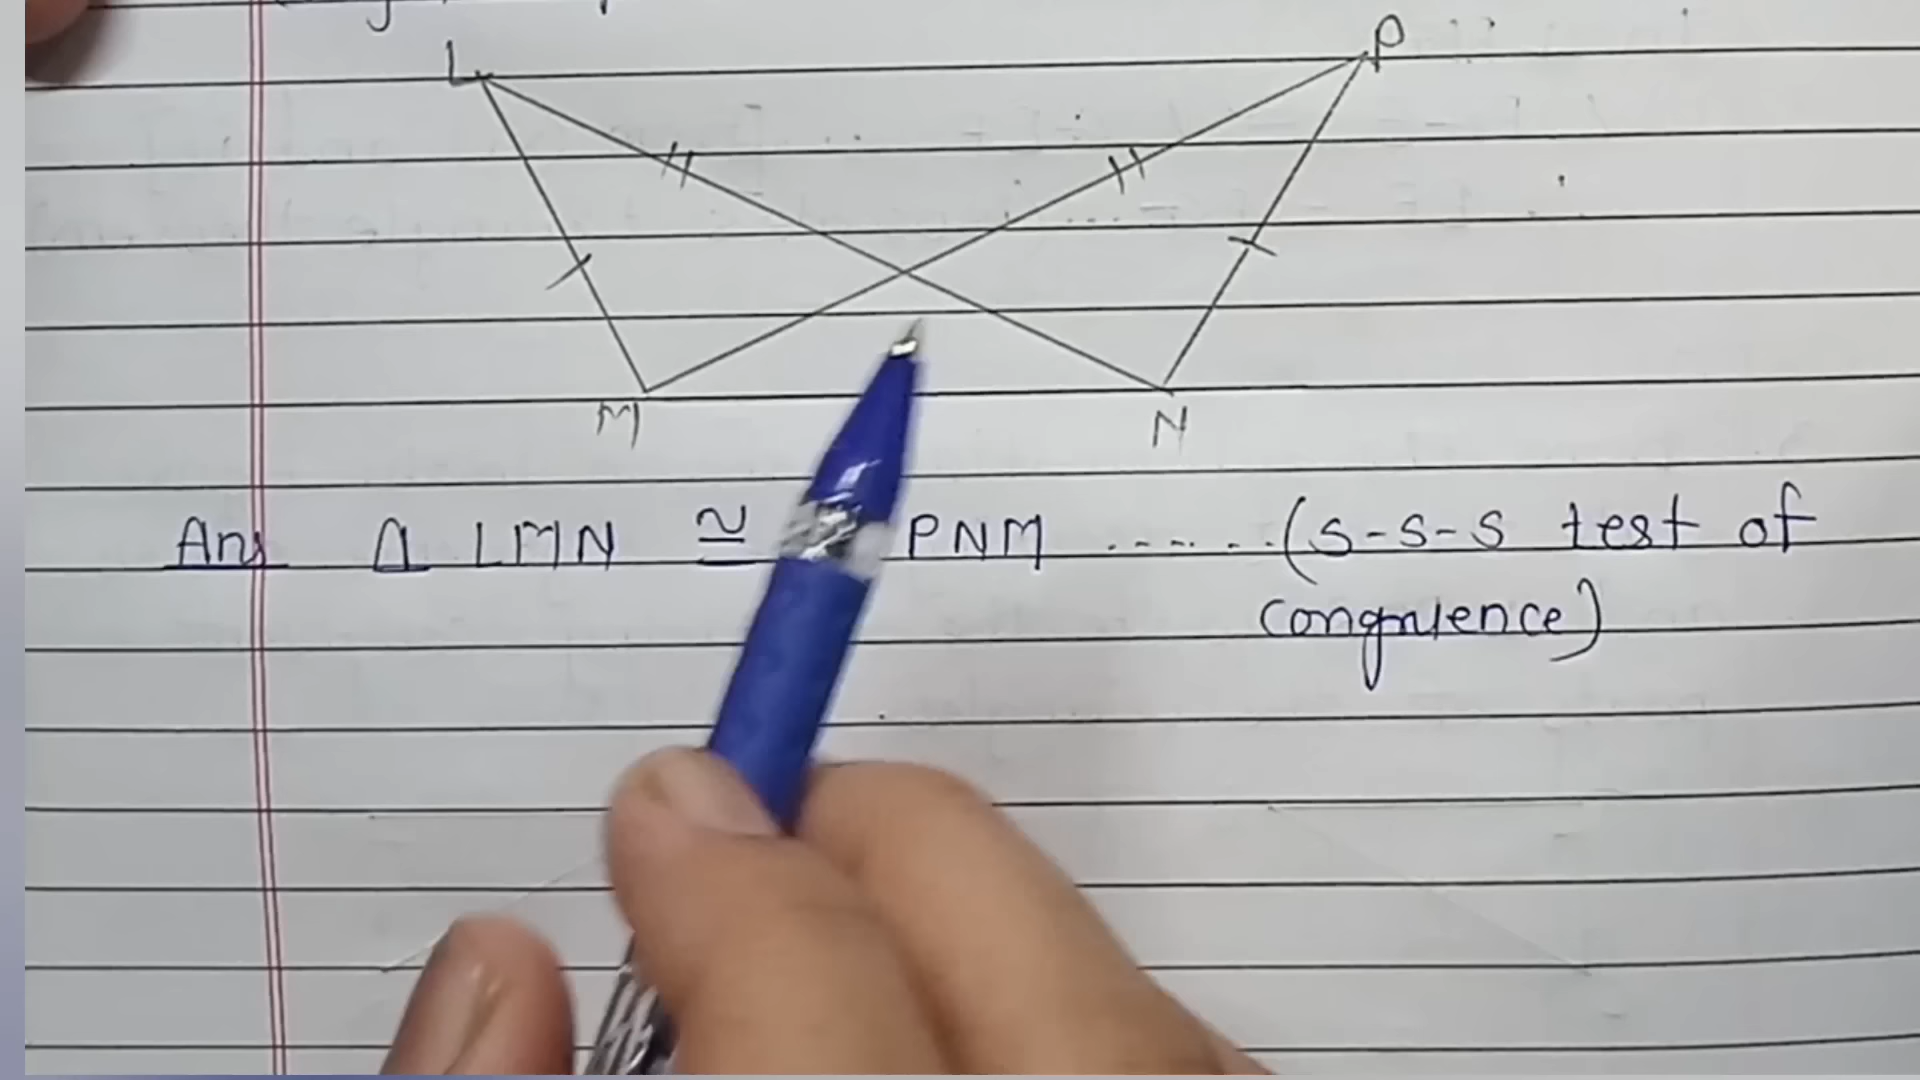 L P
M N
Ans Δ LMN ≅ PNM ....... (S-S-S test of
congruence)